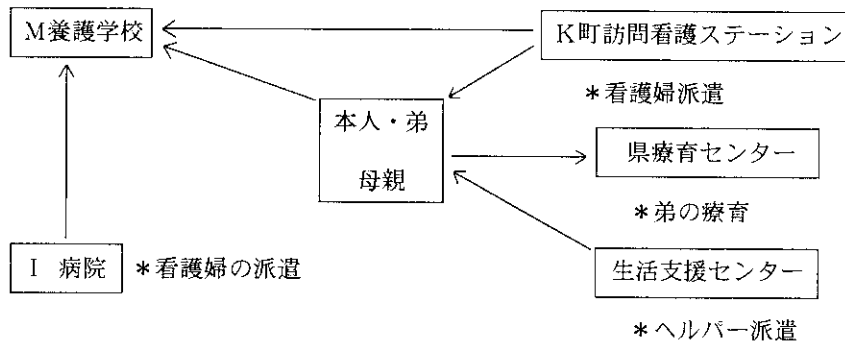 M養護学校
K町訪問看護ステーション
*看護婦派遣
本人・弟
母親
県療育センター
*弟の療育
I 病院 *看護婦の派遣
生活支援センター
*ヘルパー派遣